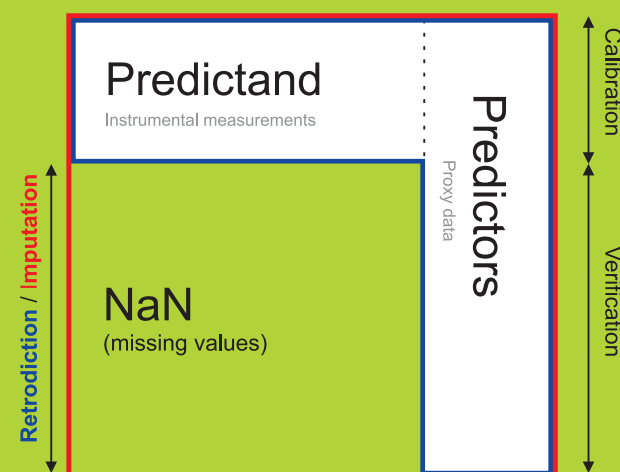 Predictand
Instrumental measurements
Predictors
Proxy data
Calibration
NaN
(missing values)
Retrodiction / Imputation
Verification